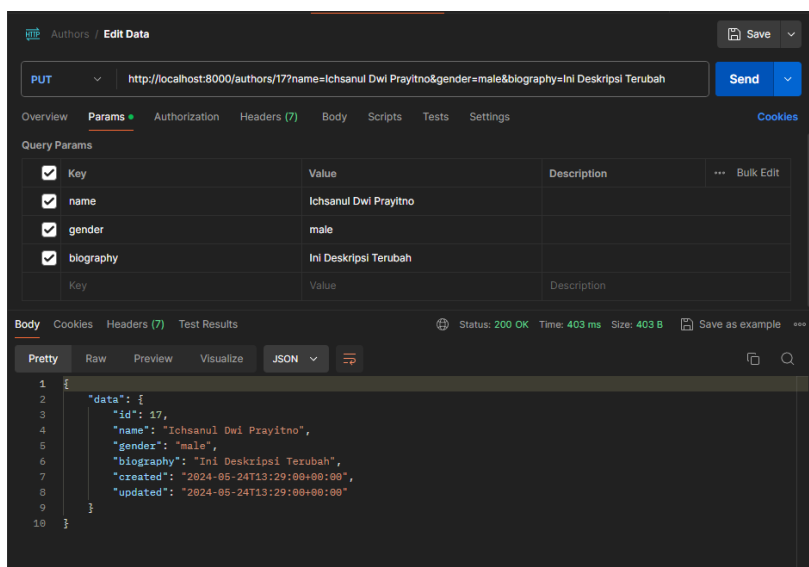 HTTP Authors / Edit Data Save
PUT http://localhost:8000/authors/17?name=Ichsanul Dwi Prayitno&gender=male&biography=Ini Deskripsi Terubah Send
Overview Params Authorization Headers (7) Body Scripts Tests Settings Cookies
Query Params
Key Value Description ••• Bulk Edit
name Ichsanul Dwi Prayitno
gender male
biography Ini Deskripsi Terubah
Key Value Description
Body Cookies Headers (7) Test Results Status: 200 OK Time: 403 ms Size: 403 B Save as example
Pretty Raw Preview Visualize JSON
1 {
2 "data": {
3 "id": 17,
4 "name": "Ichsanul Dwi Prayitno",
5 "gender": "male",
6 "biography": "Ini Deskripsi Terubah",
7 "created": "2024-05-24T13:29:00+00:00",
8 "updated": "2024-05-24T13:29:00+00:00"
9 }
10 }